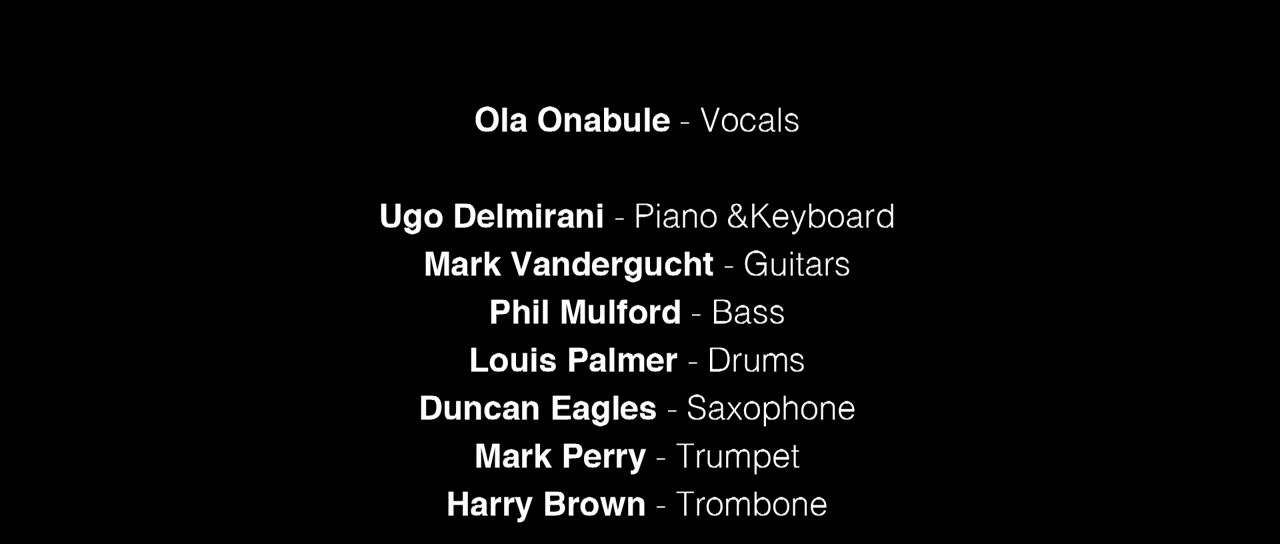 Ola Onabule - Vocals
Ugo Delmirani - Piano &Keyboard
Mark Vandergucht - Guitars
Phil Mulford - Bass
Louis Palmer - Drums
Duncan Eagles - Saxophone
Mark Perry - Trumpet
Harry Brown - Trombone